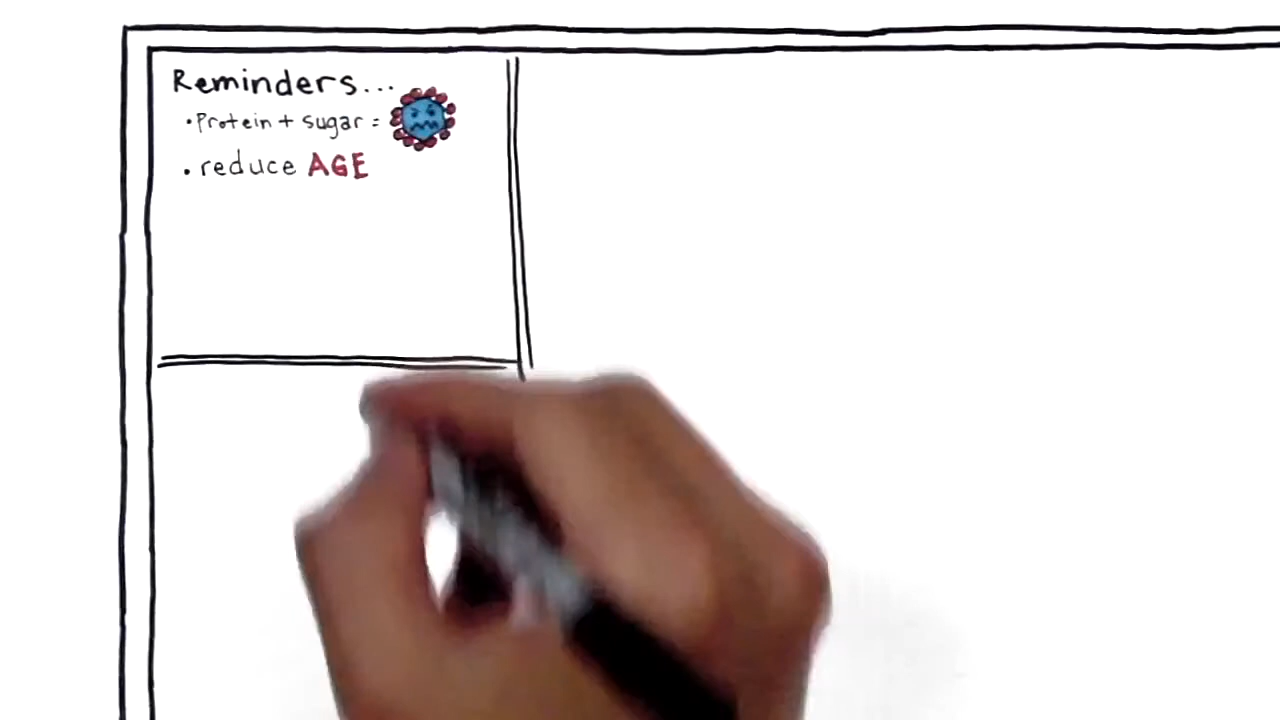 Reminders...
•Protein + sugar =
•reduce AGE